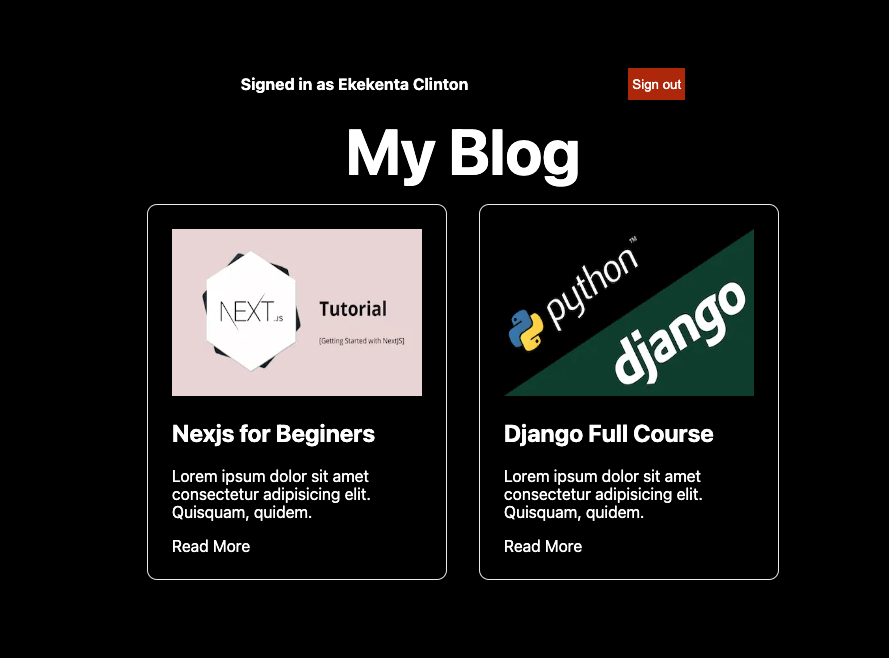 Signed in as Ekekenta Clinton
Sign out
My Blog
NEXT.JS
Tutorial
[Getting Started with NextJS]
Nexjs for Beginers
Lorem ipsum dolor sit amet
consectetur adipisicing elit.
Quisquam, quidem.
Read More
python™
django
Django Full Course
Lorem ipsum dolor sit amet
consectetur adipisicing elit.
Quisquam, quidem.
Read More